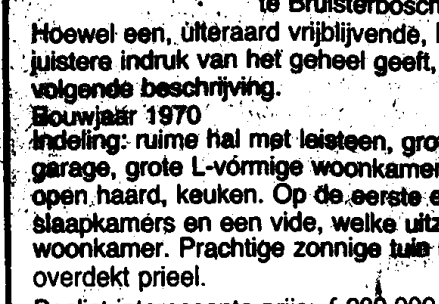 te Bruisterbosch
Hoewel een, uiteraard vrijblijvende,
juistere indruk van het geheel geeft,
volgende beschrijving.
Bouwjaar 1970
Indeling: ruime hal met leisteen, gro
garage, grote L-vormige woonkamer
open haard, keuken. Op de eerste e
slaapkamers en een vide, welke uitz
woonkamer. Prachtige zonnige tuin
overdekt prieel.